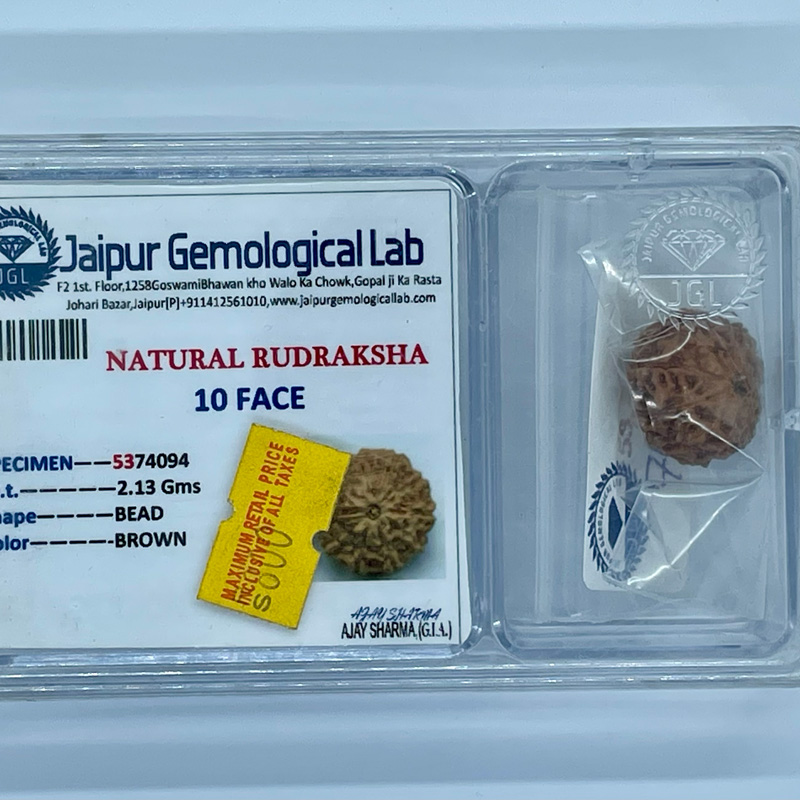 JGL
Jaipur Gemological Lab
F2 1st. Floor,1258GoswamiBhawan kho Walo Ka Chowk,Gopal ji Ka Rasta
Johari Bazar,Jaipur[P]+911412561010,www.jaipurgemologicallab.com
NATURAL RUDRAKSHA
10 FACE
PECIMEN——5374094
t.—————2.13 Gms
hape————BEAD
olor—————BROWN
MAXIMUM RETAIL PRICE
INCLUSIVE OF ALL TAXES
AJAY SHARMA
AJAY SHARMA,(G.I.A.)
JAIPUR GEMOLOGICAL LAB
JGL